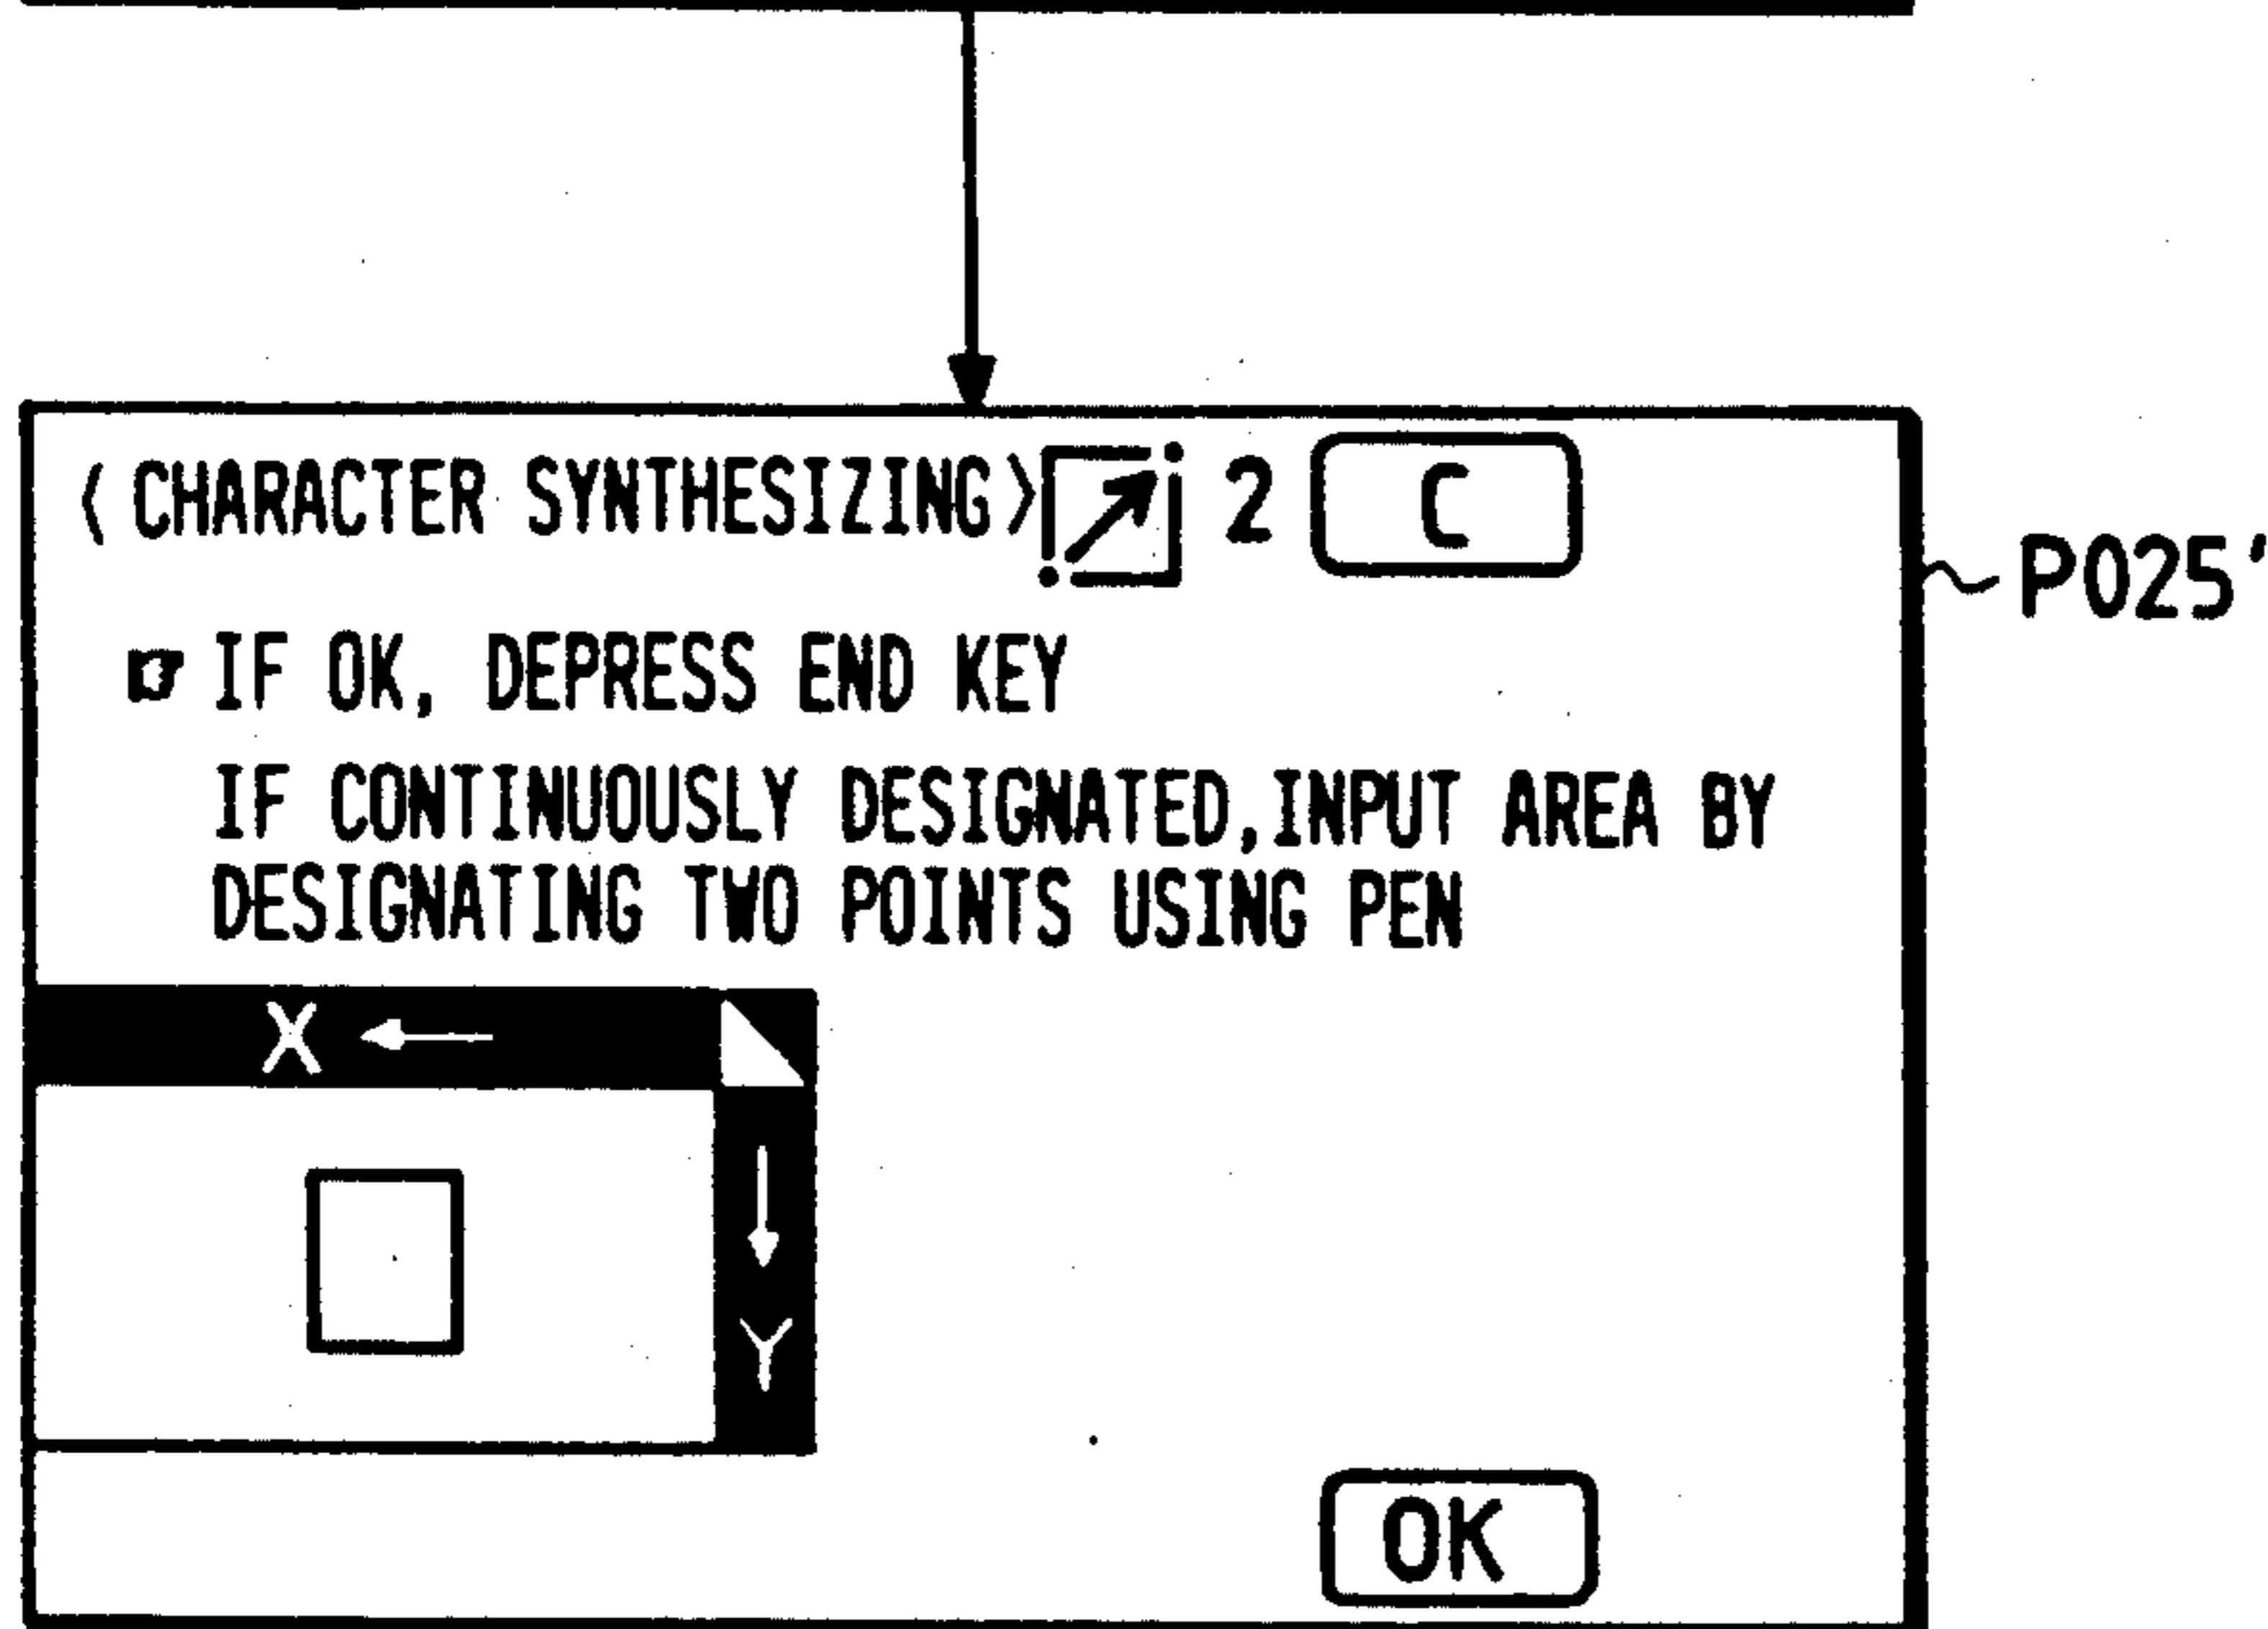 〈CHARACTER SYNTHESIZING〉 2 C
P025'
IF OK, DEPRESS END KEY
IF CONTINUOUSLY DESIGNATED,INPUT AREA BY
DESIGNATING TWO POINTS USING PEN
X
Y
OK